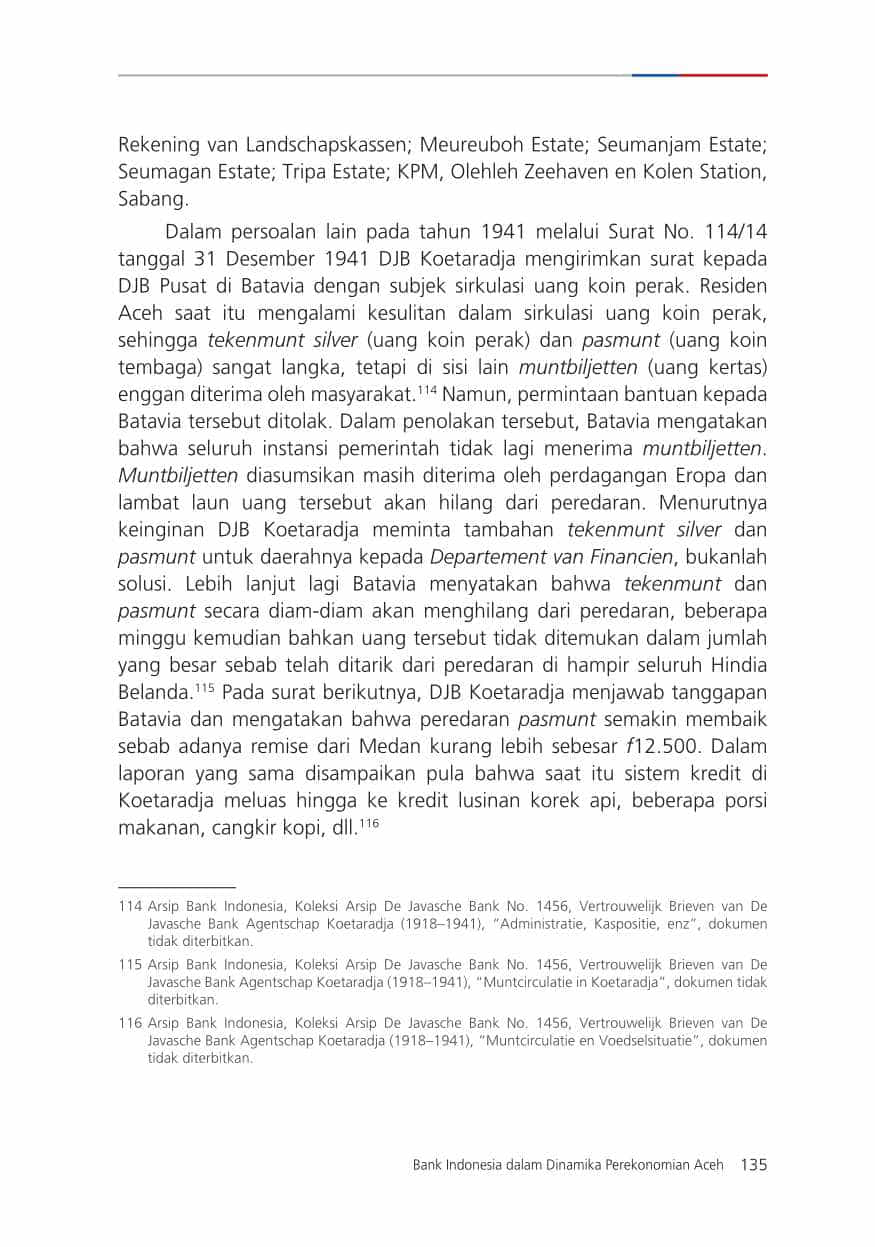 Rekening van Landschapskassen; Meureuboh Estate; Seumanjam Estate;
Seumagan Estate; Tripa Estate; KPM, Olehleh Zeehaven en Kolen Station,
Sabang.
Dalam persoalan lain pada tahun 1941 melalui Surat No. 114/14
tanggal 31 Desember 1941 DJB Koetaradja mengirimkan surat kepada
DJB Pusat di Batavia dengan subjek sirkulasi uang koin perak. Residen
Aceh saat itu mengalami kesulitan dalam sirkulasi uang koin perak,
sehingga tekenmunt silver (uang koin perak) dan pasmunt (uang koin
tembaga) sangat langka, tetapi di sisi lain muntbiljetten (uang kertas)
enggan diterima oleh masyarakat.114 Namun, permintaan bantuan kepada
Batavia tersebut ditolak. Dalam penolakan tersebut, Batavia mengatakan
bahwa seluruh instansi pemerintah tidak lagi menerima muntbiljetten.
Muntbiljetten diasumsikan masih diterima oleh perdagangan Eropa dan
lambat laun uang tersebut akan hilang dari peredaran. Menurutnya
keinginan DJB Koetaradja meminta tambahan tekenmunt silver dan
pasmunt untuk daerahnya kepada Departement van Financien, bukanlah
solusi. Lebih lanjut lagi Batavia menyatakan bahwa tekenmunt dan
pasmunt secara diam-diam akan menghilang dari peredaran, beberapa
minggu kemudian bahkan uang tersebut tidak ditemukan dalam jumlah
yang besar sebab telah ditarik dari peredaran di hampir seluruh Hindia
Belanda.115 Pada surat berikutnya, DJB Koetaradja menjawab tanggapan
Batavia dan mengatakan bahwa peredaran pasmunt semakin membaik
sebab adanya remise dari Medan kurang lebih sebesar ƒ12.500. Dalam
laporan yang sama disampaikan pula bahwa saat itu sistem kredit di
Koetaradja meluas hingga ke kredit lusinan korek api, beberapa porsi
makanan, cangkir kopi, dll.116
114 Arsip Bank Indonesia, Koleksi Arsip De Javasche Bank No. 1456, Vertrouwelijk Brieven van De
Javasche Bank Agentschap Koetaradja (1918–1941), “Administratie, Kaspositie, enz”, dokumen
tidak diterbitkan.
115 Arsip Bank Indonesia, Koleksi Arsip De Javasche Bank No. 1456, Vertrouwelijk Brieven van De
Javasche Bank Agentschap Koetaradja (1918–1941), “Muntcirculatie in Koetaradja”, dokumen tidak
diterbitkan.
116 Arsip Bank Indonesia, Koleksi Arsip De Javasche Bank No. 1456, Vertrouwelijk Brieven van De
Javasche Bank Agentschap Koetaradja (1918–1941), “Muntcirculatie en Voedselsituatie”, dokumen
tidak diterbitkan.
Bank Indonesia dalam Dinamika Perekonomian Aceh 135